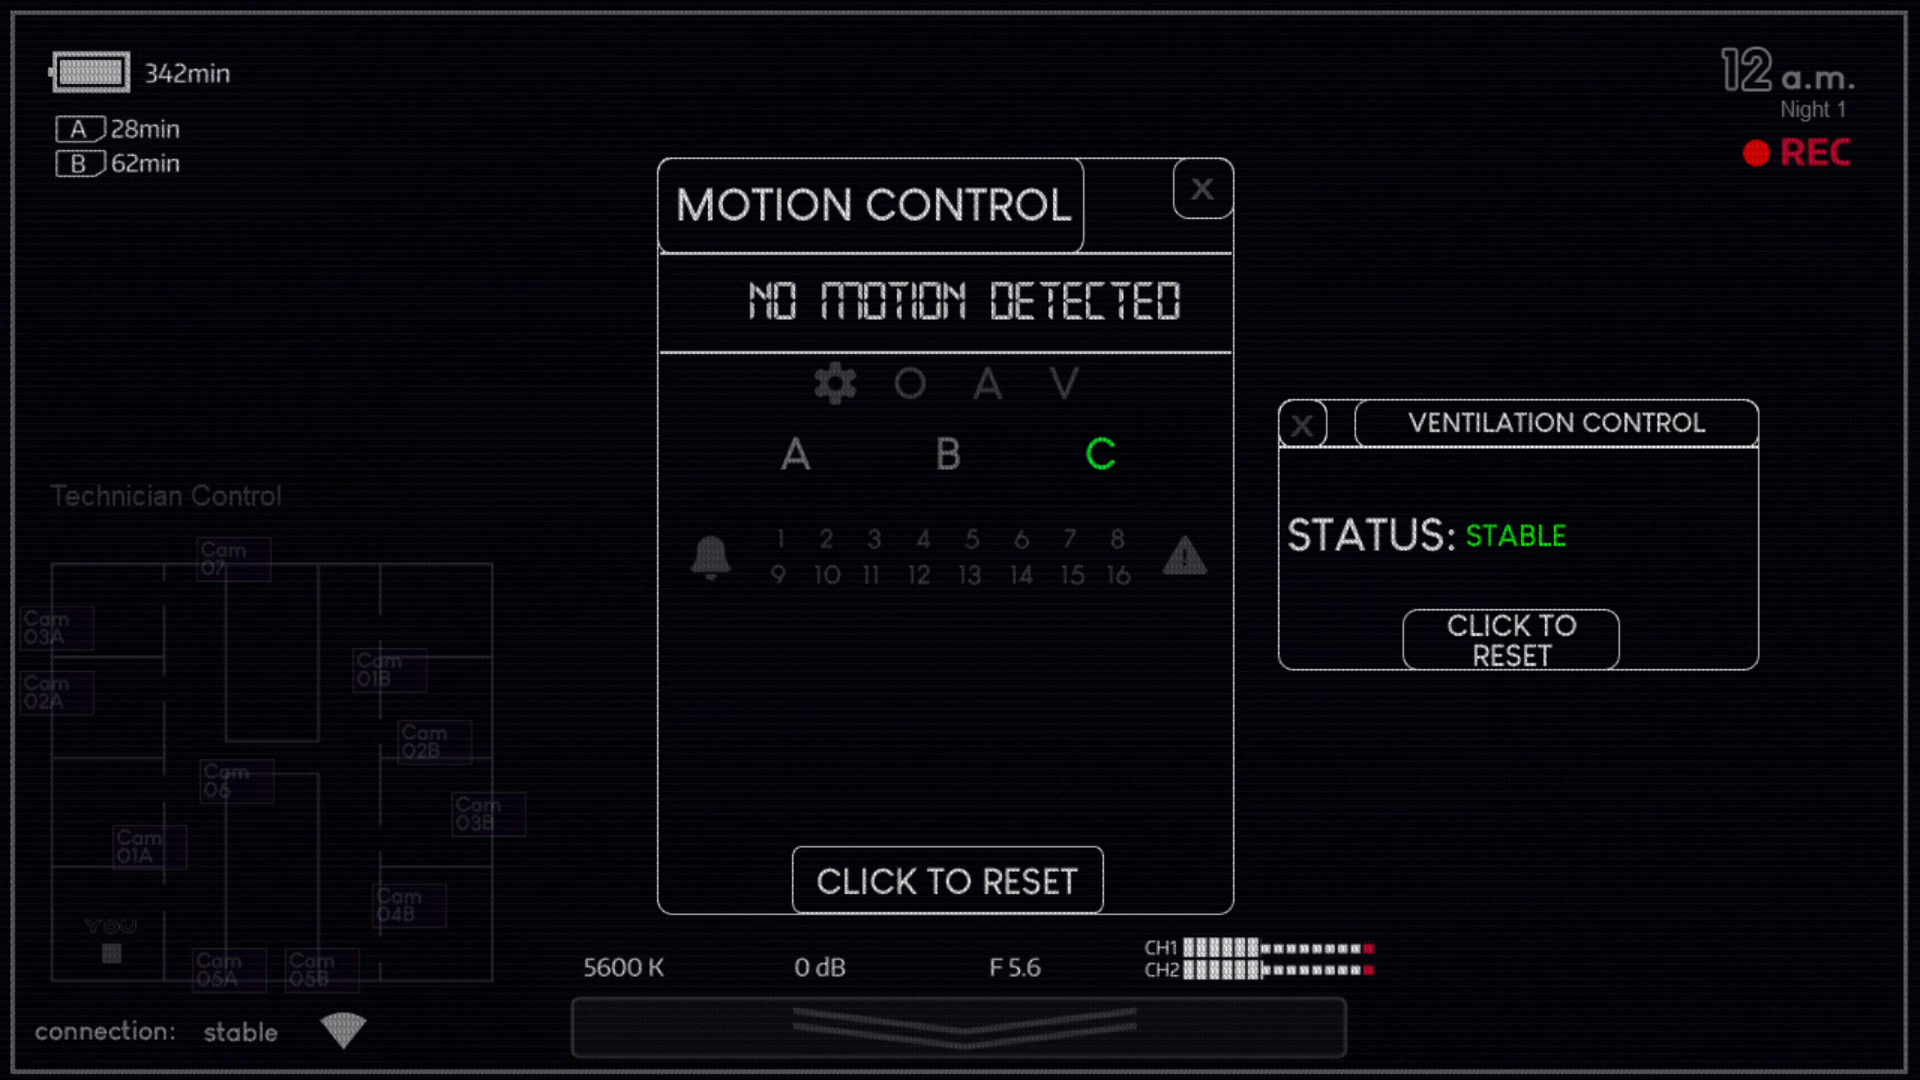 342min
A 28min
B 62min
12 a.m.
Night 1
REC
MOTION CONTROL
X
NO MOTION DETECTED
O A V
A B C
1 2 3 4 5 6 7 8
9 10 11 12 13 14 15 16
CLICK TO RESET
X
VENTILATION CONTROL
STATUS: STABLE
CLICK TO
RESET
Technician Control
Cam
07
Cam
03A
Cam
01B
Cam
02A
Cam
02B
Cam
06
Cam
03B
Cam
01A
Cam
04B
YOU
Cam
05A
Cam
05B
5600 K
0 dB
F 5.6
CH1
CH2
connection: stable